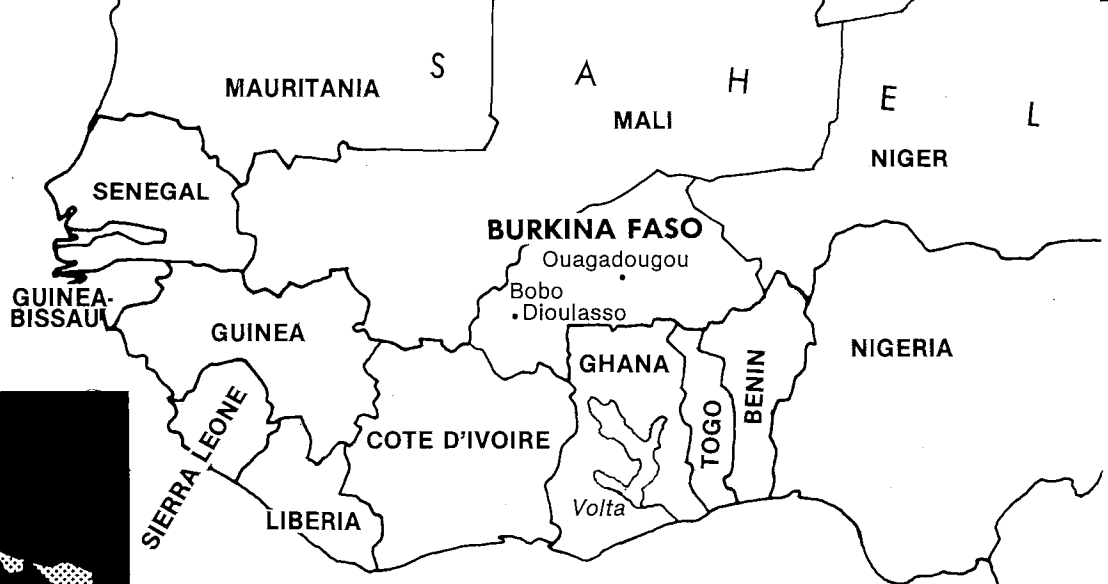 S A H E L
MAURITANIA
MALI
NIGER
SENEGAL
BURKINA FASO
Ouagadougou
Bobo
Dioulasso
GUINEA-
BISSAU
GUINEA
GHANA
TOGO
BENIN
NIGERIA
SIERRA LEONE
COTE D'IVOIRE
LIBERIA
Volta